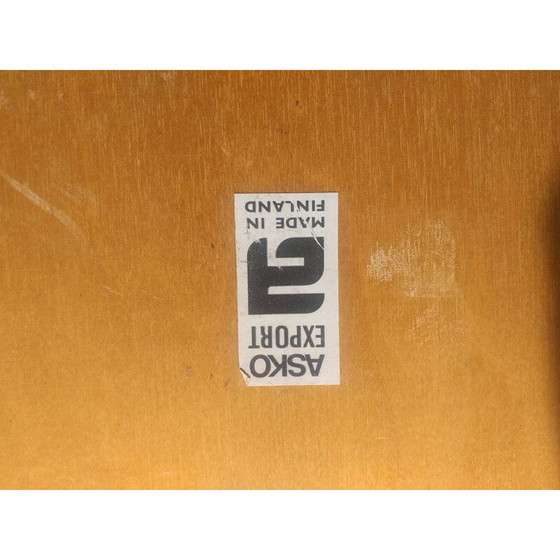 ASKO
EXPORT
MADE IN
FINLAND